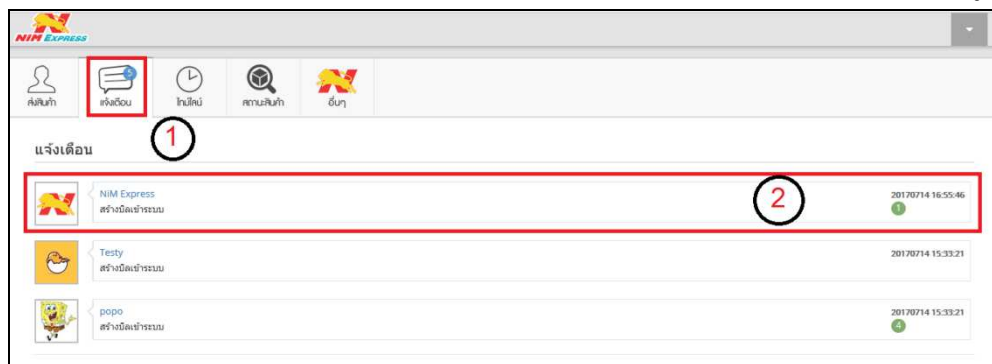 NiM EXPRESS
5
ส่งสินค้า
แจ้งเตือน
ไทม์ไลน์
สถานะสินค้า
อื่นๆ
1
แจ้งเตือน
NiM Express
สร้างบิลเข้าระบบ
2
20170714 16:55:46
1
Testy
สร้างบิลเข้าระบบ
20170714 15:33:21
popo
สร้างบิลเข้าระบบ
20170714 15:33:21
4